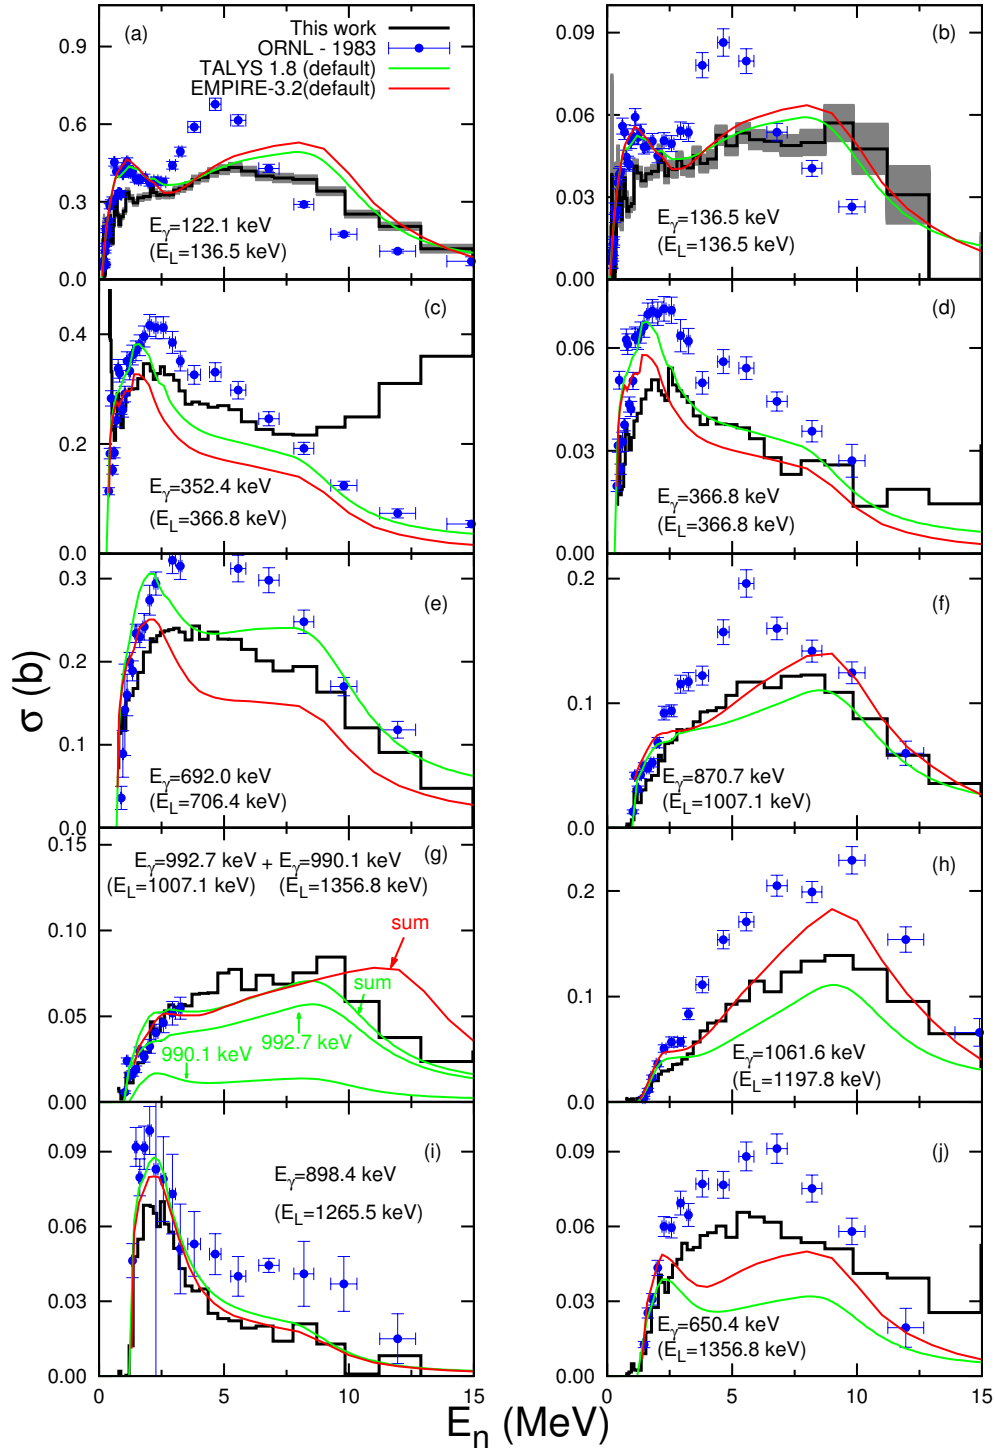 (a)
This work
ORNL - 1983
TALYS 1.8 (default)
EMPIRE-3.2(default)
0.9
0.6
0.3
0.0
Eγ=122.1 keV
(EL=136.5 keV)
(b)
0.09
0.06
0.03
0.00
Eγ=136.5 keV
(EL=136.5 keV)
(c)
0.4
0.2
0.0
Eγ=352.4 keV
(EL=366.8 keV)
(d)
0.06
0.03
0.00
Eγ=366.8 keV
(EL=366.8 keV)
(e)
0.3
0.2
0.1
0.0
Eγ=692.0 keV
(EL=706.4 keV)
(f)
0.2
0.1
0.0
Eγ=870.7 keV
(EL=1007.1 keV)
σ (b)
(g)
0.15
0.10
0.05
0.00
Eγ=992.7 keV + Eγ=990.1 keV
(EL=1007.1 keV) (EL=1356.8 keV)
sum
sum
990.1 keV
992.7 keV
(h)
0.2
0.1
0.0
Eγ=1061.6 keV
(EL=1197.8 keV)
(i)
0.09
0.06
0.03
0.00
Eγ=898.4 keV
(EL=1265.5 keV)
(j)
0.09
0.06
0.03
0.00
Eγ=650.4 keV
(EL=1356.8 keV)
0 5 10 15
0 5 10 15
En (MeV)